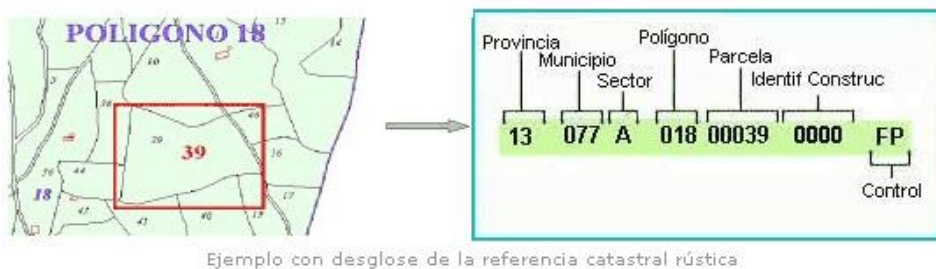 POLIGONO 18
39
18
Provincia
Municipio
Sector
Polígono
Parcela
Identif Construc
13 077 A 018 00039 0000 FP
Control
Ejemplo con desglose de la referencia catastral rústica